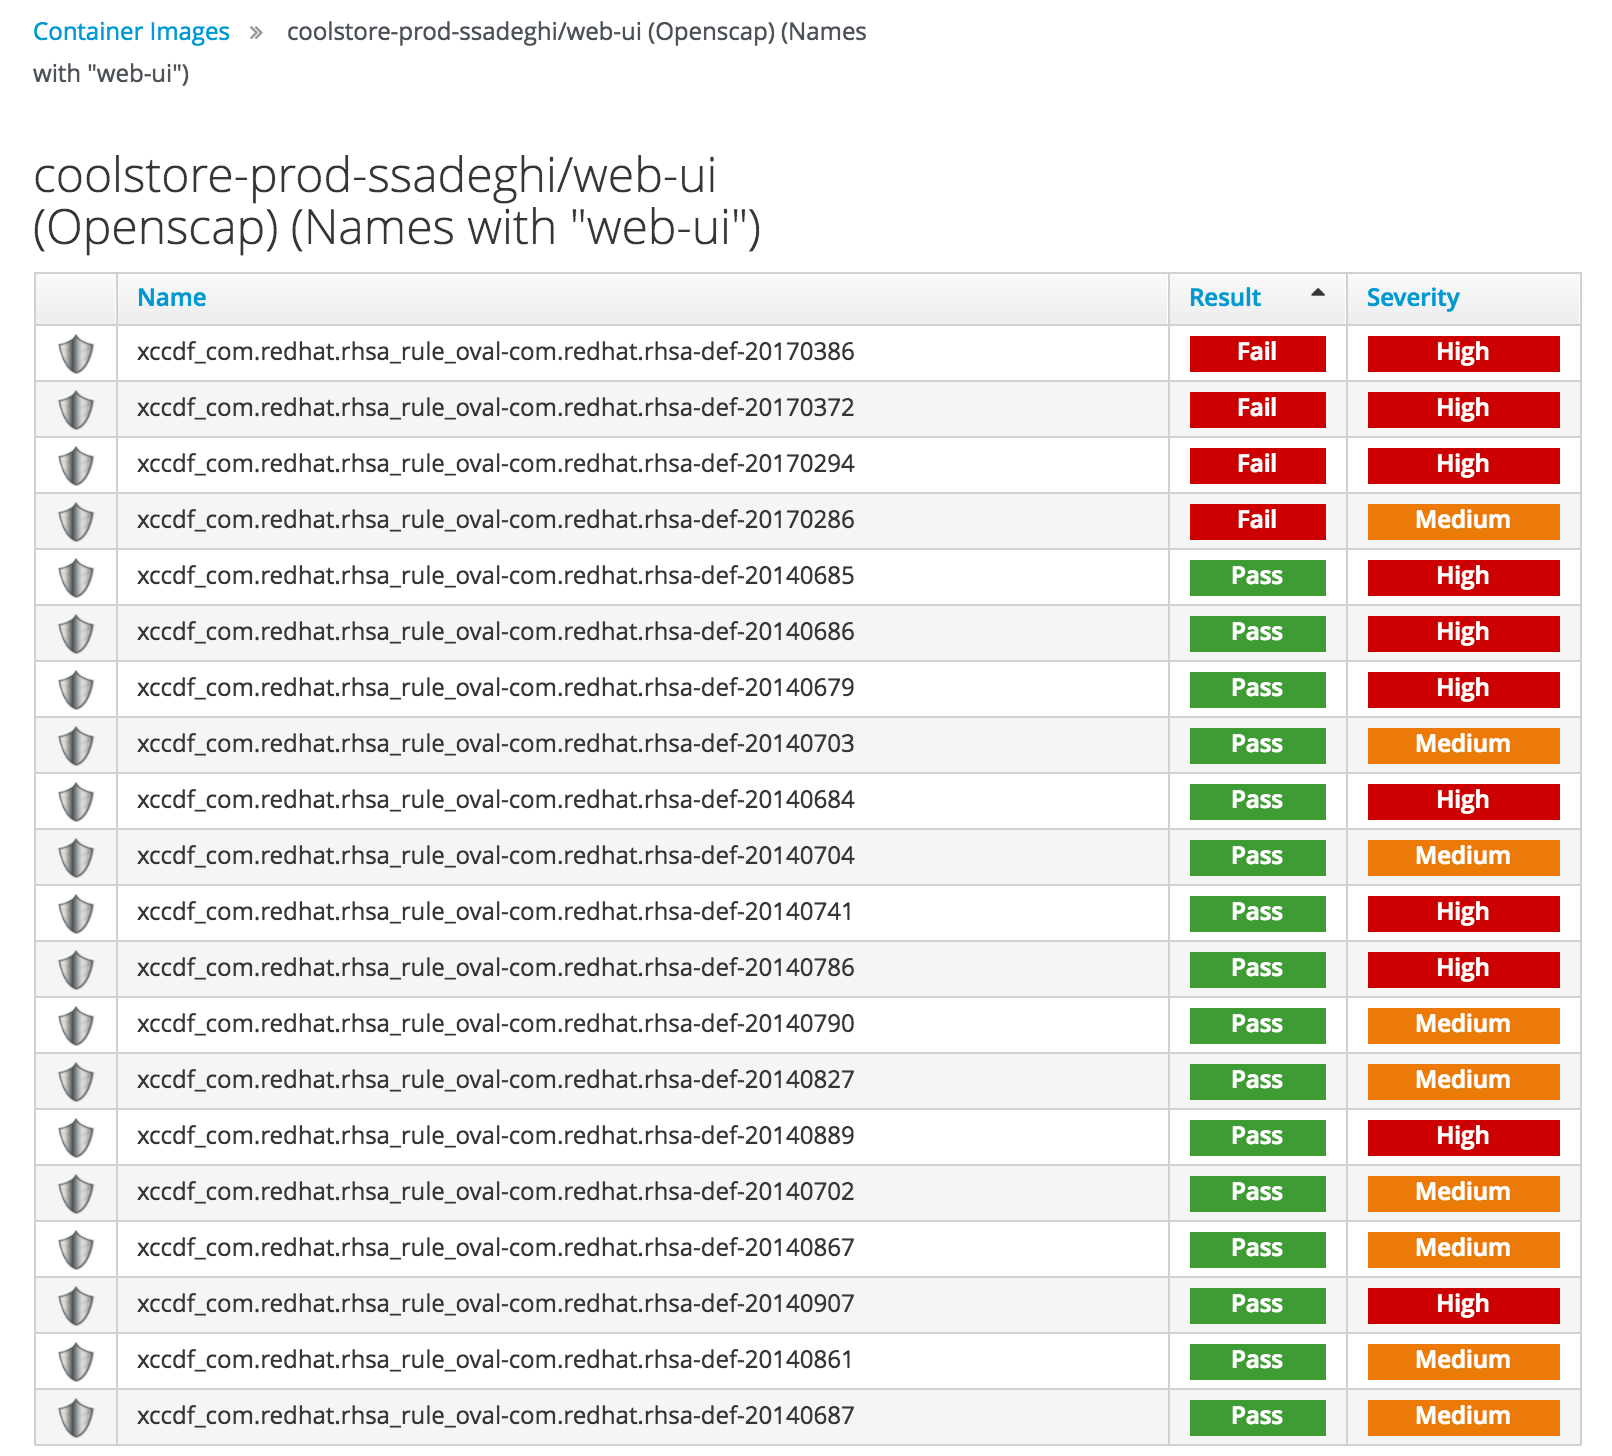 Container Images » coolstore-prod-ssadeghi/web-ui (Openscap) (Names
with "web-ui")
coolstore-prod-ssadeghi/web-ui
(Openscap) (Names with "web-ui")
Name Result Severity
xccdf_com.redhat.rhsa_rule_oval-com.redhat.rhsa-def-20170386 Fail High
xccdf_com.redhat.rhsa_rule_oval-com.redhat.rhsa-def-20170372 Fail High
xccdf_com.redhat.rhsa_rule_oval-com.redhat.rhsa-def-20170294 Fail High
xccdf_com.redhat.rhsa_rule_oval-com.redhat.rhsa-def-20170286 Fail Medium
xccdf_com.redhat.rhsa_rule_oval-com.redhat.rhsa-def-20140685 Pass High
xccdf_com.redhat.rhsa_rule_oval-com.redhat.rhsa-def-20140686 Pass High
xccdf_com.redhat.rhsa_rule_oval-com.redhat.rhsa-def-20140679 Pass High
xccdf_com.redhat.rhsa_rule_oval-com.redhat.rhsa-def-20140703 Pass Medium
xccdf_com.redhat.rhsa_rule_oval-com.redhat.rhsa-def-20140684 Pass High
xccdf_com.redhat.rhsa_rule_oval-com.redhat.rhsa-def-20140704 Pass Medium
xccdf_com.redhat.rhsa_rule_oval-com.redhat.rhsa-def-20140741 Pass High
xccdf_com.redhat.rhsa_rule_oval-com.redhat.rhsa-def-20140786 Pass High
xccdf_com.redhat.rhsa_rule_oval-com.redhat.rhsa-def-20140790 Pass Medium
xccdf_com.redhat.rhsa_rule_oval-com.redhat.rhsa-def-20140827 Pass Medium
xccdf_com.redhat.rhsa_rule_oval-com.redhat.rhsa-def-20140889 Pass High
xccdf_com.redhat.rhsa_rule_oval-com.redhat.rhsa-def-20140702 Pass Medium
xccdf_com.redhat.rhsa_rule_oval-com.redhat.rhsa-def-20140867 Pass Medium
xccdf_com.redhat.rhsa_rule_oval-com.redhat.rhsa-def-20140907 Pass High
xccdf_com.redhat.rhsa_rule_oval-com.redhat.rhsa-def-20140861 Pass Medium
xccdf_com.redhat.rhsa_rule_oval-com.redhat.rhsa-def-20140687 Pass Medium